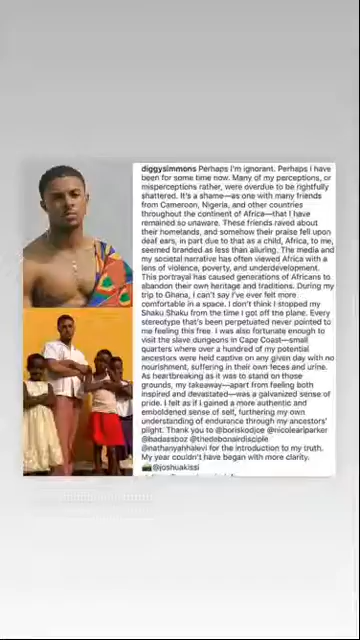 diggysimmons Perhaps I'm ignorant. Perhaps I have
been for some time now. Many of my perceptions, or
misperceptions rather, were overdue to be rightfully
shattered. It's a shame—as one with many friends
from Cameroon, Nigeria, and other countries
throughout the continent of Africa—that I have
remained so unaware. These friends raved about
their homelands, and somehow their praise fell upon
deaf ears, in part due to that as a child, Africa, to me,
seemed branded as less than alluring. The media and
my societal narrative has often viewed Africa with a
lens of violence, poverty, and underdevelopment.
This portrayal has caused generations of Africans to
abandon their own heritage and traditions. During my
trip to Ghana, I can't say I've ever felt more
comfortable in a space. I don't think I stopped my
Shaku Shaku from the time I got off the plane. Every
stereotype that's been perpetuated never pointed to
me feeling this free. I was also fortunate enough to
visit the slave dungeons in Cape Coast—small
quarters where over a hundred of my potential
ancestors were held captive on any given day with no
nourishment, suffering in their own feces and urine.
As heartbreaking as it was to stand on those
grounds, my takeaway—apart from feeling both
inspired and devastated—was a galvanized sense of
pride. I felt as if I gained a more authentic and
emboldened sense of self, furthering my own
understanding of endurance through my ancestors'
plight. Thank you to @boriskodjoe @nicoleariparker
@badassboz @thedebonairdisciple
@nathanyahhalevi for the introduction to my truth.
My year couldn't have began with more clarity.
📸@joshuakissi